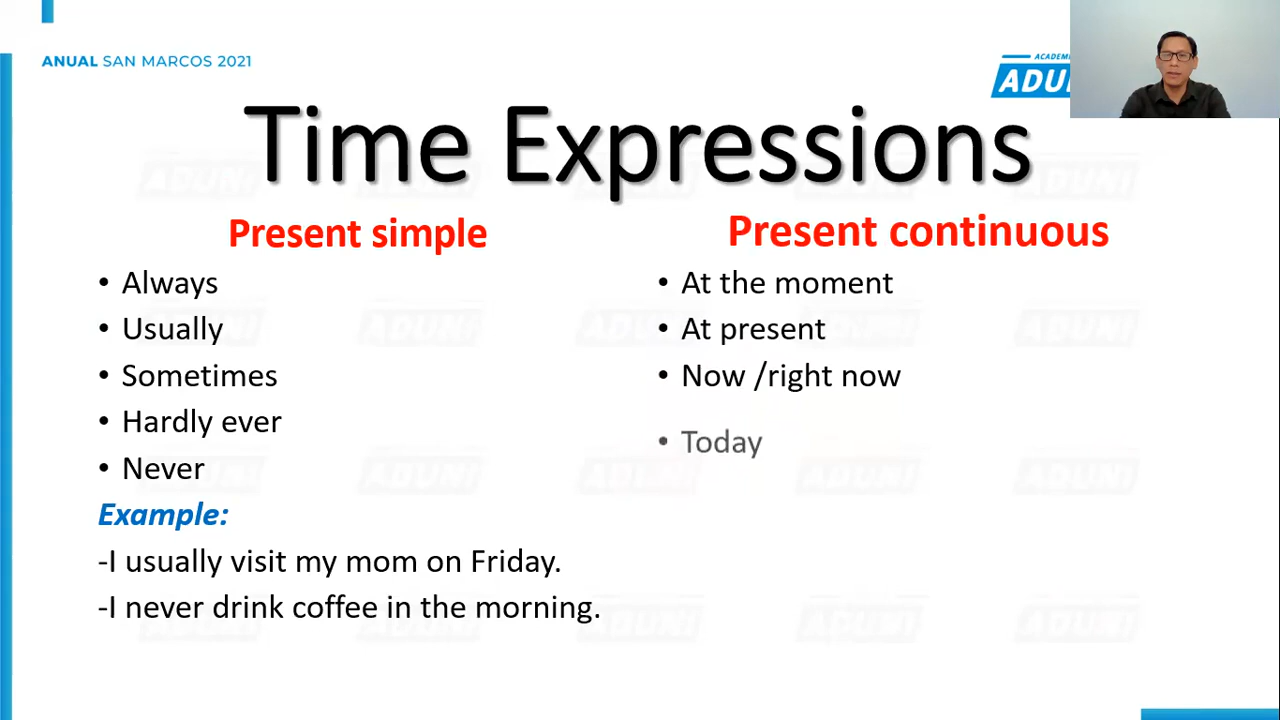 ANUAL SAN MARCOS 2021
Time Expressions
Present simple
• Always
• Usually
• Sometimes
• Hardly ever
• Never
Example:
-I usually visit my mom on Friday.
-I never drink coffee in the morning.
Present continuous
• At the moment
• At present
• Now /right now
• Today